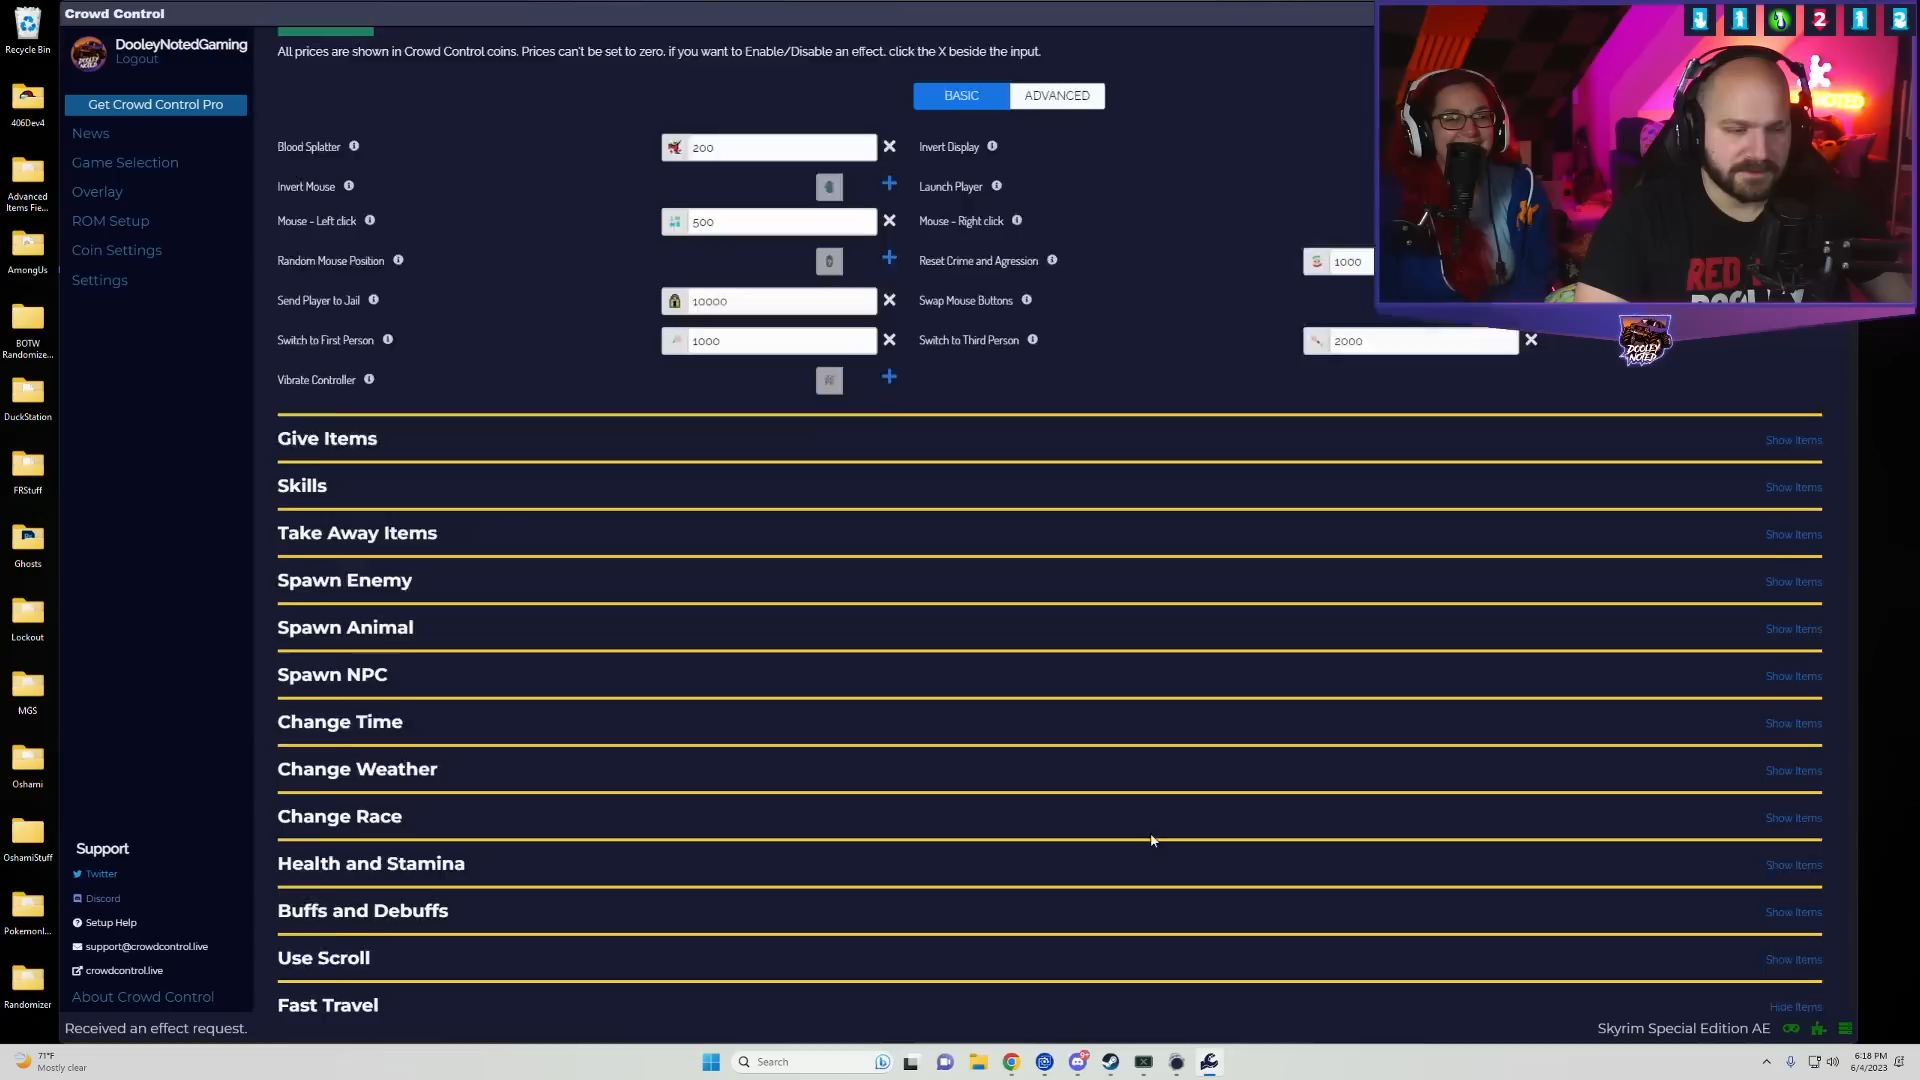 Crowd Control
Recycle Bin
406Dev4
Advanced
Items Fie...
AmongUs
BOTW
Randomize...
DuckStation
FRStuff
Ghosts
Lockout
MGS
Oshami
OshamiStuff
PokemonI...
Randomizer
DooleyNotedGaming
Logout
Get Crowd Control Pro
News
Game Selection
Overlay
ROM Setup
Coin Settings
Settings
Support
Twitter
Discord
Setup Help
support@crowdcontrol.live
crowdcontrol.live
About Crowd Control
All prices are shown in Crowd Control coins. Prices can't be set to zero. if you want to Enable/Disable an effect. click the X beside the input.
BASIC ADVANCED
Blood Splatter 200 Invert Display
Invert Mouse Launch Player
Mouse - Left click 500 Mouse - Right click
Random Mouse Position Reset Crime and Agression 1000
Send Player to Jail 10000 Swap Mouse Buttons
Switch to First Person 1000 Switch to Third Person 2000
Vibrate Controller
Give Items Show Items
Skills Show Items
Take Away Items Show Items
Spawn Enemy Show Items
Spawn Animal Show Items
Spawn NPC Show Items
Change Time Show Items
Change Weather Show Items
Change Race Show Items
Health and Stamina Show Items
Buffs and Debuffs Show Items
Use Scroll Show Items
Fast Travel Hide Items
Received an effect request. Skyrim Special Edition AE
2
RED
DOOLEY
NOTED
71°F
Mostly clear
Search
9+
6:18 PM
6/4/2023